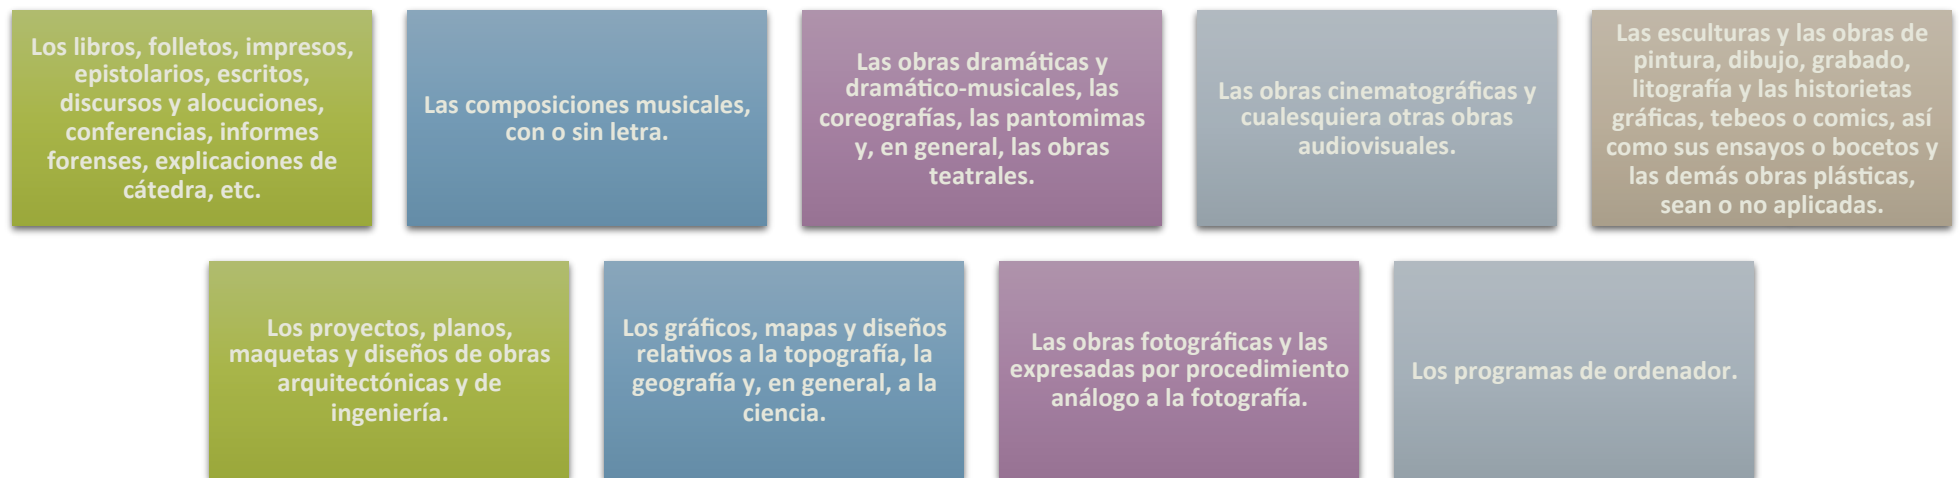 Los libros, folletos, impresos,
epistolarios, escritos,
discursos y alocuciones,
conferencias, informes
forenses, explicaciones de
cátedra, etc.
Las composiciones musicales,
con o sin letra.
Las obras dramáticas y
dramático-musicales, las
coreografías, las pantomimas
y, en general, las obras
teatrales.
Las obras cinematográficas y
cualesquiera otras obras
audiovisuales.
Las esculturas y las obras de
pintura, dibujo, grabado,
litografía y las historietas
gráficas, tebeos o comics, así
como sus ensayos o bocetos y
las demás obras plásticas,
sean o no aplicadas.
Los proyectos, planos,
maquetas y diseños de obras
arquitectónicas y de
ingeniería.
Los gráficos, mapas y diseños
relativos a la topografía, la
geografía y, en general, a la
ciencia.
Las obras fotográficas y las
expresadas por procedimiento
análogo a la fotografía.
Los programas de ordenador.